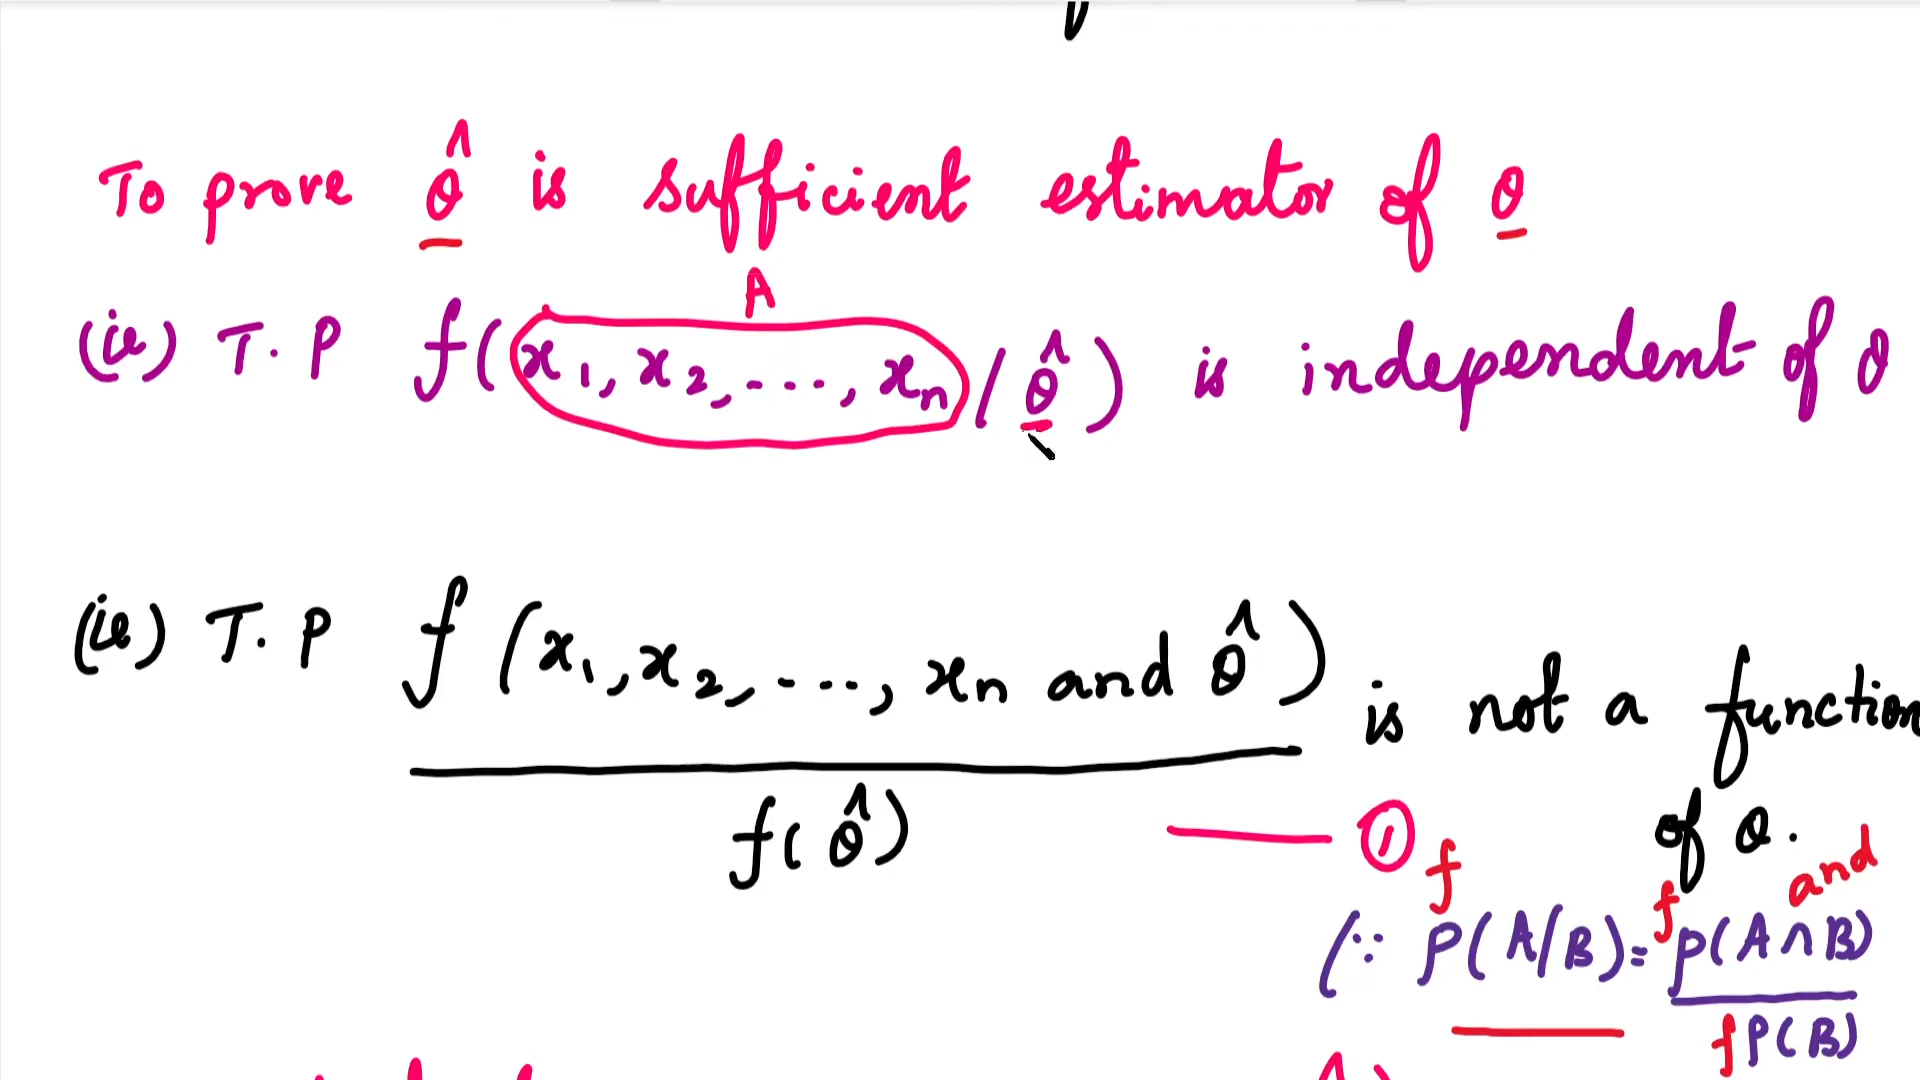 To prove θ̂ is sufficient estimator of θ
A
(ie) T.P f(x₁, x₂, ..., xₙ / θ̂) is independent of θ
(ie) T.P f(x₁, x₂, ..., xₙ and θ̂) is not a function
f(θ̂) ——— ① of θ.
f f and
(∵ P(A/B) = P(A∩B)
f P(B)